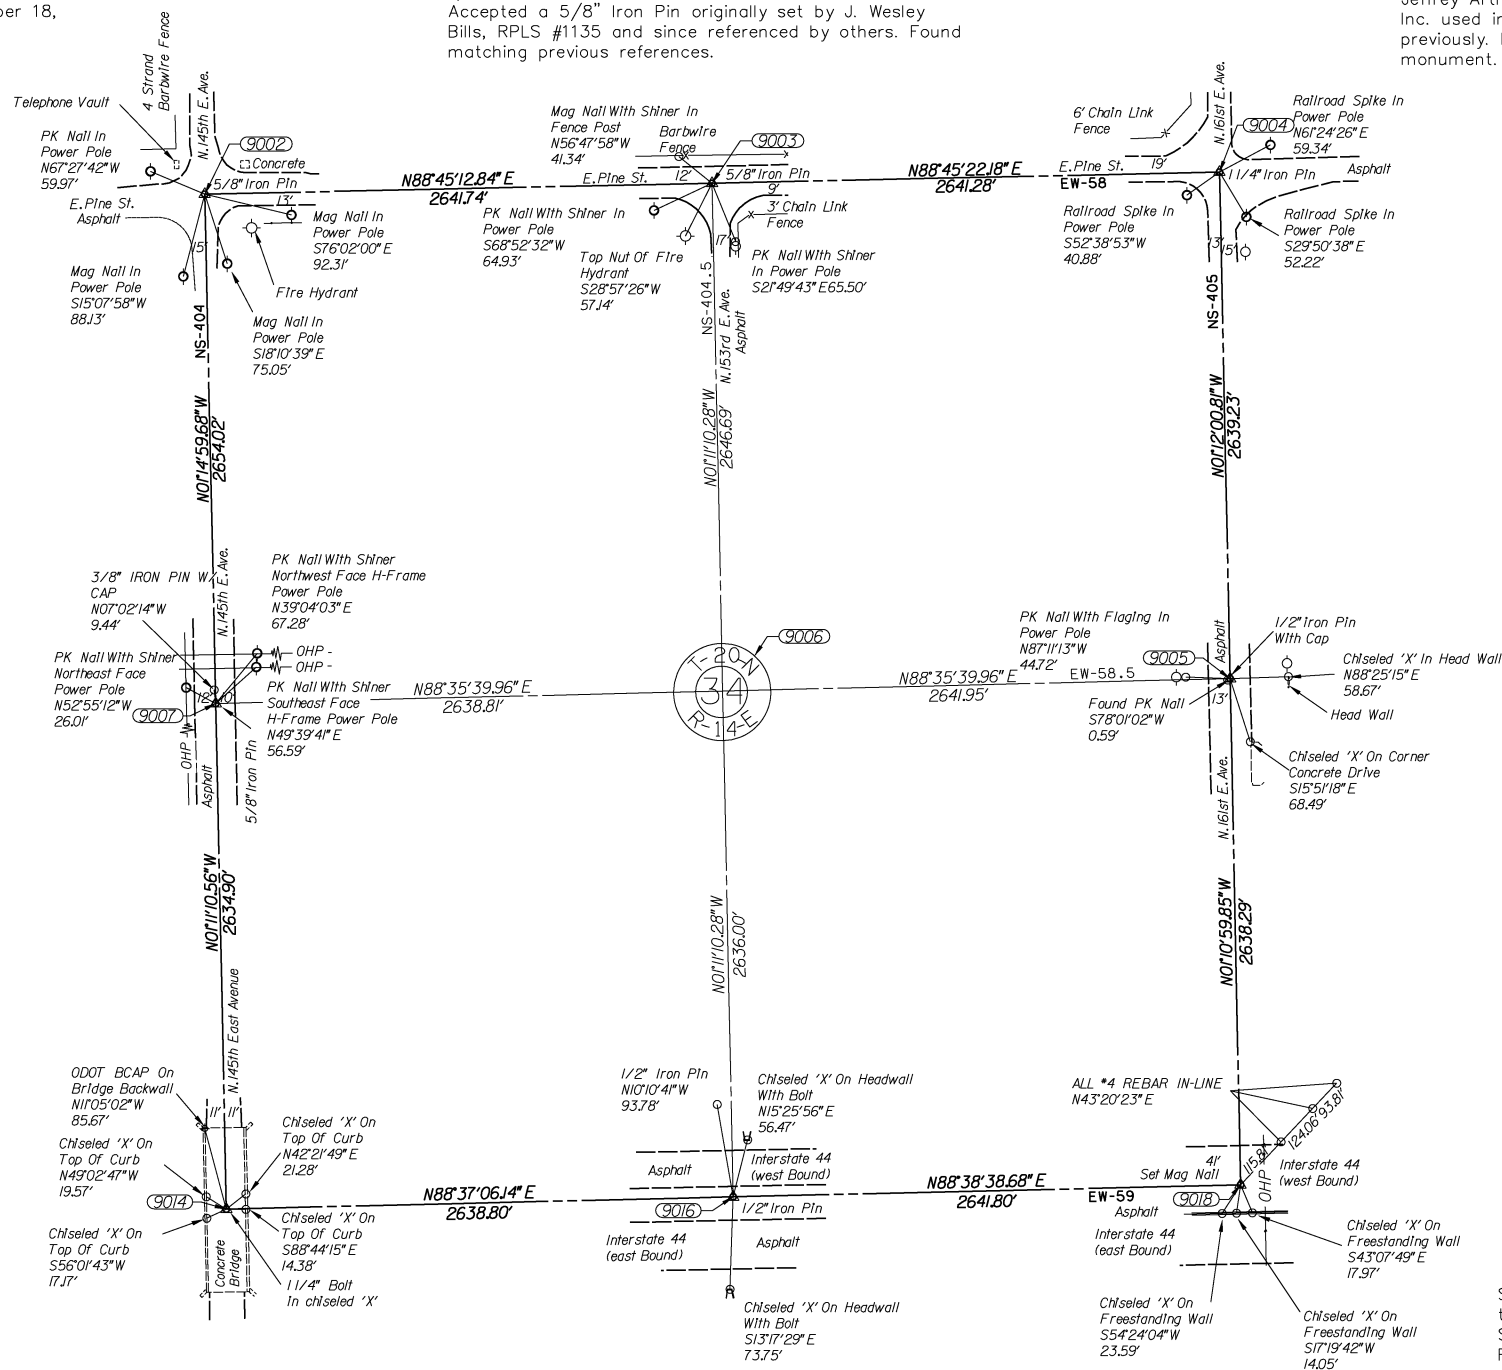 er 18,
Accepted a 5/8" Iron Pin originally set by J. Wesley
Bills, RPLS #1135 and since referenced by others. Found
matching previous references.
Inc. used in
previously.
monument.
4 Strand
Barbwire Fence
N.145th E. Ave.
Telephone Vault
PK Nail In
Power Pole
N67°27'42"W
59.97'
9002
Concrete
5/8" Iron Pin
13'
E.Pine St.
Asphalt
15'
Mag Nail In
Power Pole
S15°07'58"W
88.13'
Mag Nail In
Power Pole
S76°02'00"E
92.31'
Fire Hydrant
Mag Nail In
Power Pole
S18°10'39"E
75.05'
N88°45'12.84"E
2641.74'
Mag Nail With Shiner In
Fence Post
N56°47'58"W
41.34'
Barbwire
Fence
9003
E.Pine St.
12'
5/8" Iron Pin
9'
3' Chain Link
Fence
17'
PK Nail With Shiner In
Power Pole
S68°52'32"W
64.93'
Top Nut Of Fire
Hydrant
S28°57'26"W
57.14'
PK Nail With Shiner
In Power Pole
S21°49'43"E65.50'
N88°45'22.18"E
2641.28'
6' Chain Link
Fence
N.161st E. Ave.
9004
Railroad Spike In
Power Pole
N61°24'26"E
59.34'
E.Pine St.
EW-58
19'
1 1/4" Iron Pin
Asphalt
Railroad Spike In
Power Pole
S52°38'53"W
40.88'
13'
15'
Railroad Spike In
Power Pole
S29°50'38"E
52.22'
NS-404
N01°14'59.68"W
2654.02'
NS-404.5
N.153rd E. Ave.
Asphalt
N01°11'10.28"W
2646.69'
NS-405
N01°12'00.81"W
2639.23'
3/8" IRON PIN W/
CAP
N07°02'14"W
9.44'
N.145th E. Ave.
PK Nail With Shiner
Northwest Face H-Frame
Power Pole
N39°04'03"E
67.28'
OHP -
OHP -
PK Nail With Shiner
Northeast Face
Power Pole
N52°55'12"W
26.01'
9007
12'
PK Nail With Shiner
Southeast Face
H-Frame Power Pole
N49°39'41"E
56.59'
OHP
Asphalt
5/8" Iron Pin
N88°35'39.96"E
2638.81'
T-20-N
34
R-14-E
9006
N88°35'39.96"E
2641.95'
EW-58.5
PK Nail With Flaging In
Power Pole
N87°11'13"W
44.72'
9005
Asphalt
1/2" iron Pin
With Cap
Chiseled 'X' In Head Wall
N88°25'15"E
58.67'
Head Wall
Found PK Nail
S78°01'02"W
0.59'
13'
Chiseled 'X' On Corner
Concrete Drive
S15°51'18"E
68.49'
N.161st E. Ave.
N01°11'10.56"W
2634.90'
N01°11'10.28"W
2636.00'
N01°10'59.85"W
2638.29'
N.145th East Avenue
ODOT BCAP On
Bridge Backwall
N11°05'02"W
85.67'
11'
11'
Chiseled 'X' On
Top Of Curb
N42°21'49"E
21.28'
Chiseled 'X' On
Top Of Curb
N49°02'47"W
19.57'
9014
Chiseled 'X' On
Top Of Curb
S56°01'43"W
17.17'
Chiseled 'X' On
Top Of Curb
S88°44'15"E
14.38'
Concrete
Bridge
1 1/4" Bolt
in chiseled 'X'
N88°37'06.14"E
2638.80'
1/2" Iron Pin
N10°10'41"W
93.78'
Chiseled 'X' On Headwall
With Bolt
N15°25'56"E
56.47'
Asphalt
Interstate 44
(west Bound)
9016
1/2" Iron Pin
Interstate 44
(east Bound)
Asphalt
Chiseled 'X' On Headwall
With Bolt
S13°17'29"E
73.75'
N88°38'38.68"E
2641.80'
ALL #4 REBAR IN-LINE
N43°20'23"E
93.81'
124.06'
115.81'
41'
Set Mag Nail
OHP
Interstate 44
(west Bound)
EW-59
9018
Asphalt
Interstate 44
(east Bound)
Chiseled 'X' On
Freestanding Wall
S43°07'49"E
17.97'
Chiseled 'X' On
Freestanding Wall
S54°24'04"W
23.59'
Chiseled 'X' On
Freestanding Wall
S17°19'42"W
14.05'